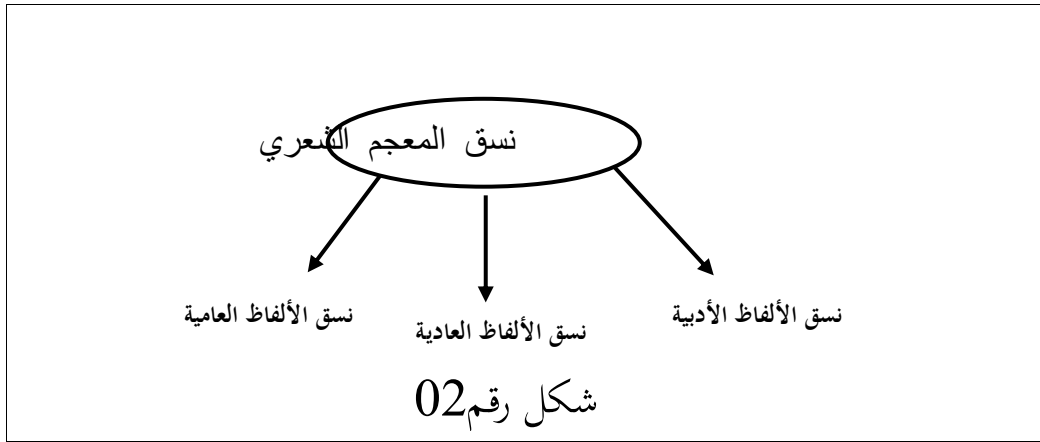 نسق المعجم الشعري
نسق الألفاظ الأدبية
نسق الألفاظ العادية
نسق الألفاظ العامية
شكل رقم02